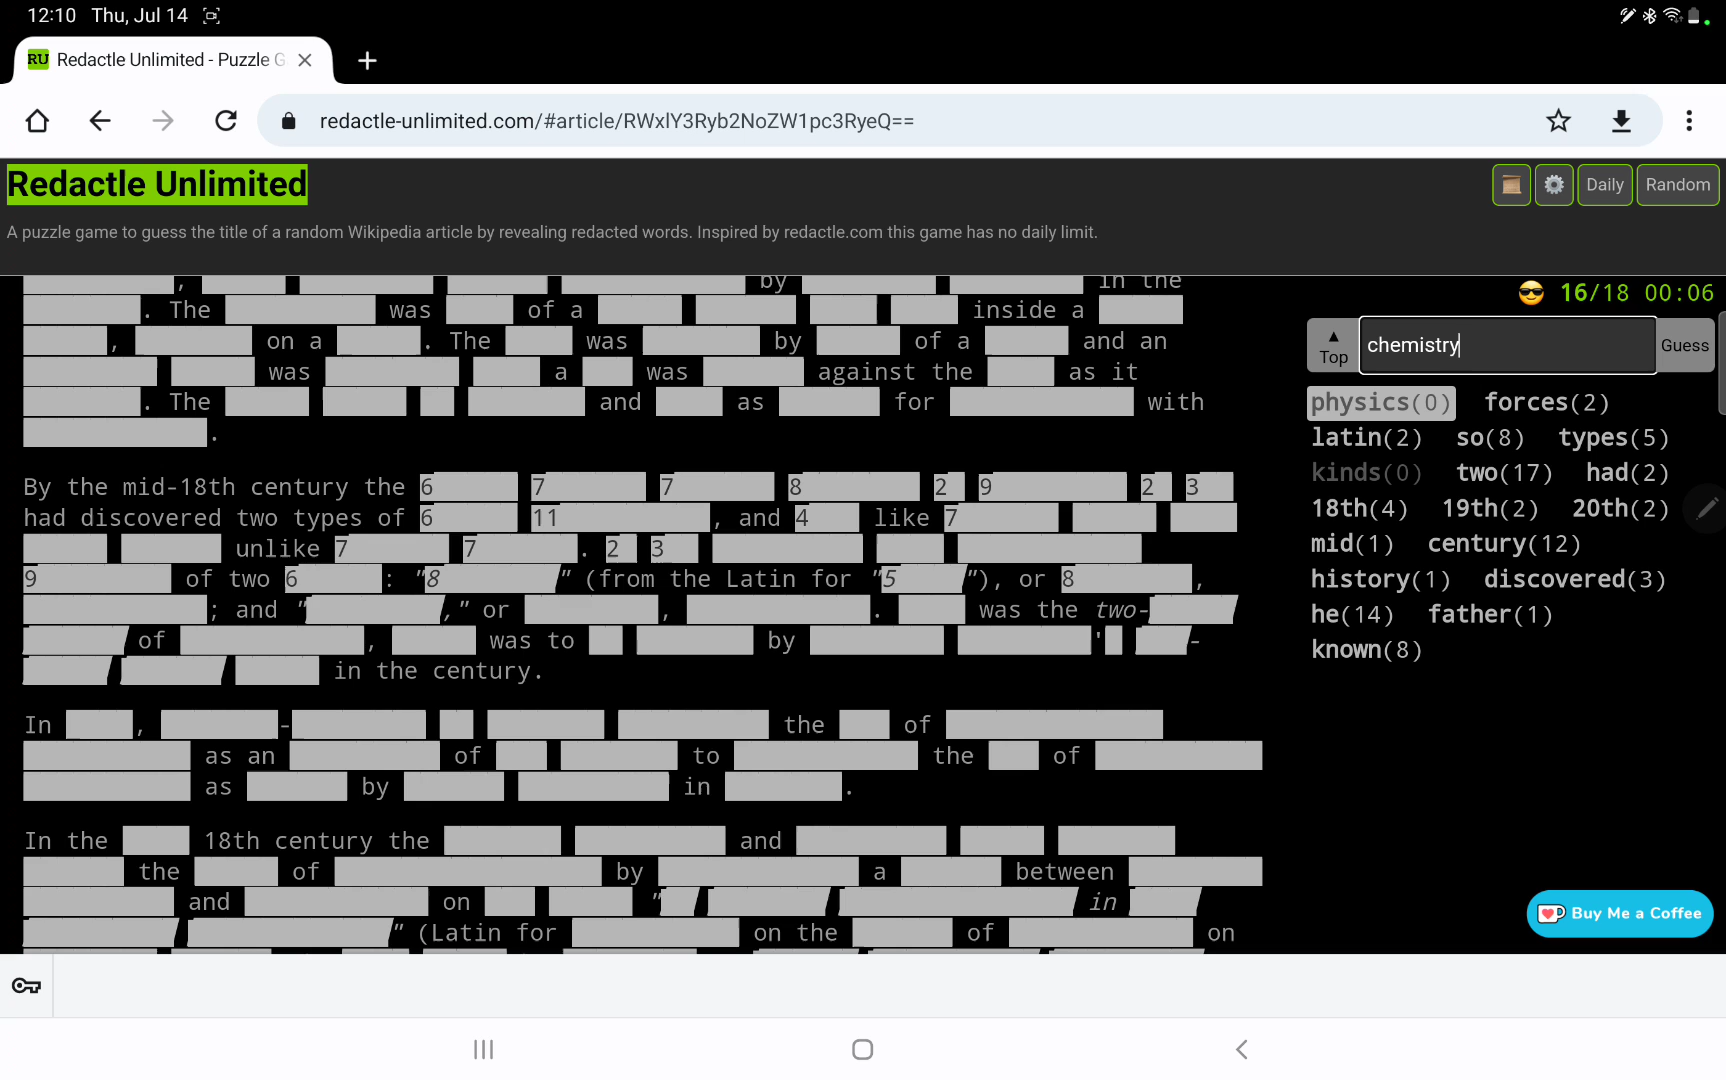 12:10 Thu, Jul 14
RU Redactle Unlimited - Puzzle G
redactle-unlimited.com/#article/RWxlY3Ryb2NoZW1pc3RyeQ==
Redactle Unlimited
Daily Random
A puzzle game to guess the title of a random Wikipedia article by revealing redacted words. Inspired by redactle.com this game has no daily limit.
, by in the
. The was of a inside a
, on a . The was by of a and an
was a was against the as it
. The and as for with
.
By the mid-18th century the 6 7 7 8 2 9 2 3
had discovered two types of 6 11 , and 4 like 7
unlike 7 7 . 2 3
9 of two 6 : "8 " (from the Latin for "5 "), or 8 ,
; and " ," or , . was the two-
of , was to by ' -
in the century.
In , - the of
as an of to the of
as by in .
In the 18th century the and
the of by a between
and on " in
" (Latin for on the of on
16/18 00:06
▲ Top
chemistry
Guess
physics(0) forces(2)
latin(2) so(8) types(5)
kinds(0) two(17) had(2)
18th(4) 19th(2) 20th(2)
mid(1) century(12)
history(1) discovered(3)
he(14) father(1)
known(8)
Buy Me a Coffee